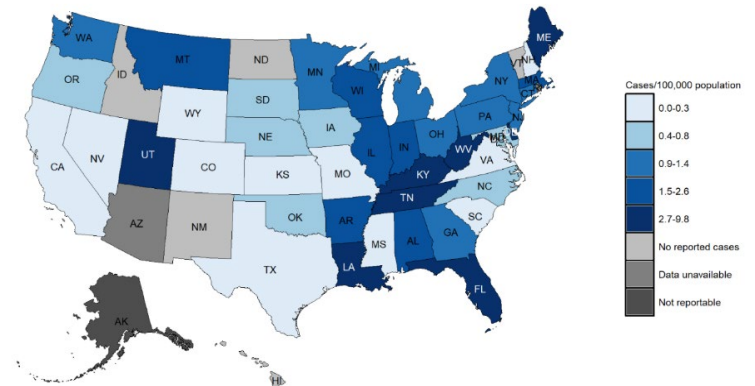 WA
MT
ND
MN
OR
ID
SD
WI
MI
WY
NE
IA
NY
VT
NH
ME
MA
CT
PA
NJ
NV
UT
CO
KS
MO
IL
IN
OH
WV
VA
KY
CA
AZ
NM
OK
AR
TN
NC
SC
TX
LA
MS
AL
GA
FL
AK
HI
Cases/100,000 population
0.0-0.3
0.4-0.8
0.9-1.4
1.5-2.6
2.7-9.8
No reported cases
Data unavailable
Not reportable